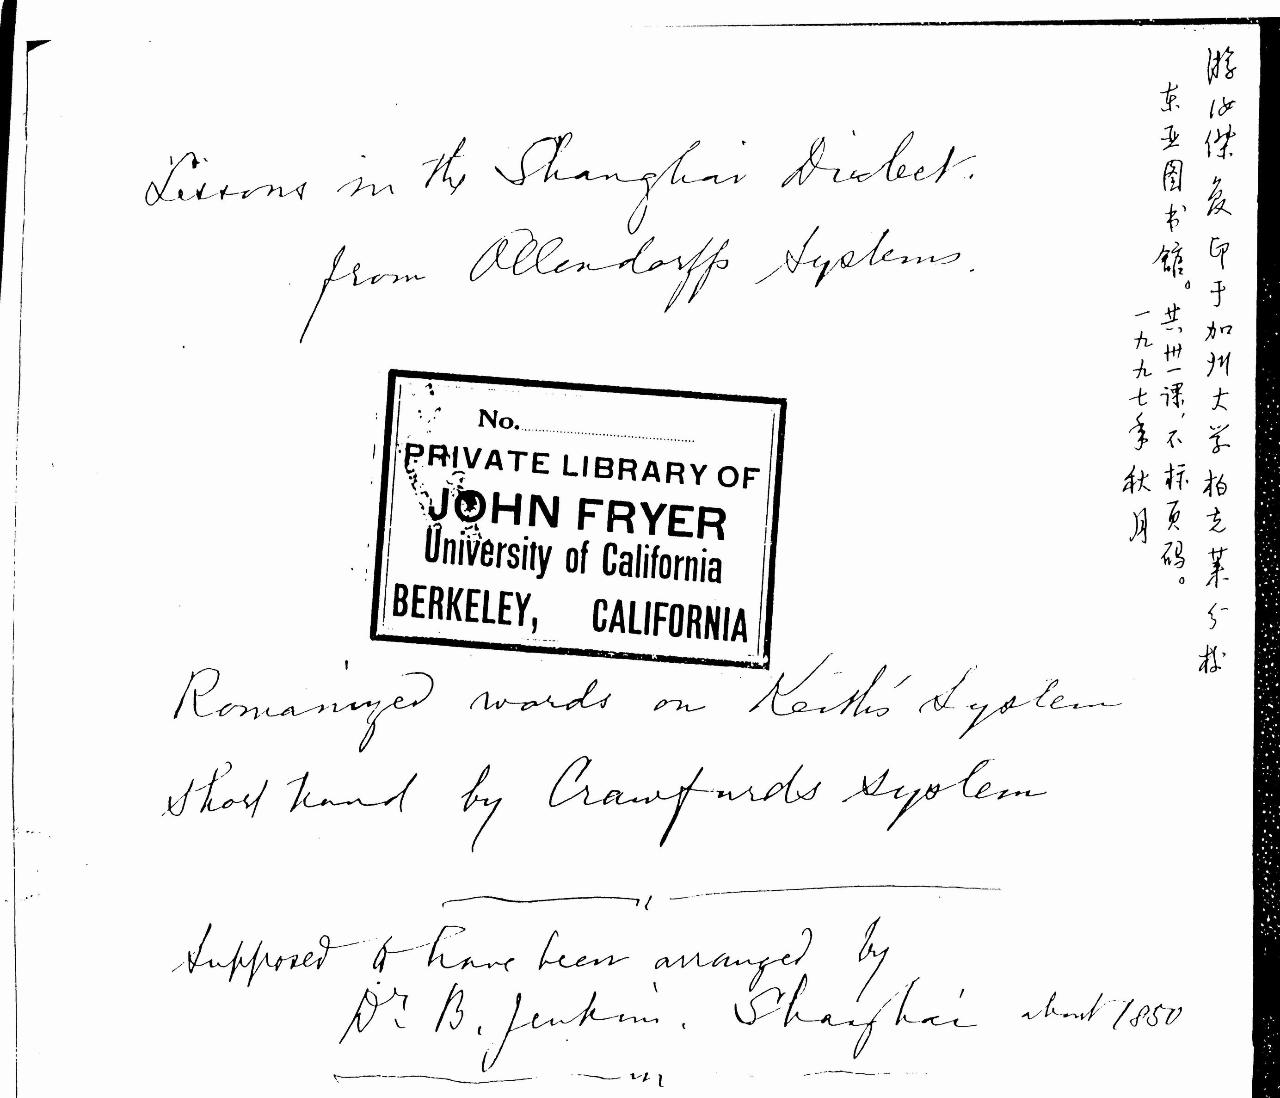 Lessons in the Shanghai Dialect.
from Ollendorff system.
No.
PRIVATE LIBRARY OF
JOHN FRYER
University of California
BERKELEY, CALIFORNIA
Romanized words on Keith's System
Short hand by Crawfurds system
Supposed to have been arranged by
Dr. B. Jenkins. Shanghai about 1850
游汝傑复印于加州大学柏克莱分校
东亚图书馆。共卅一课,不标页码。
一九九七年秋月